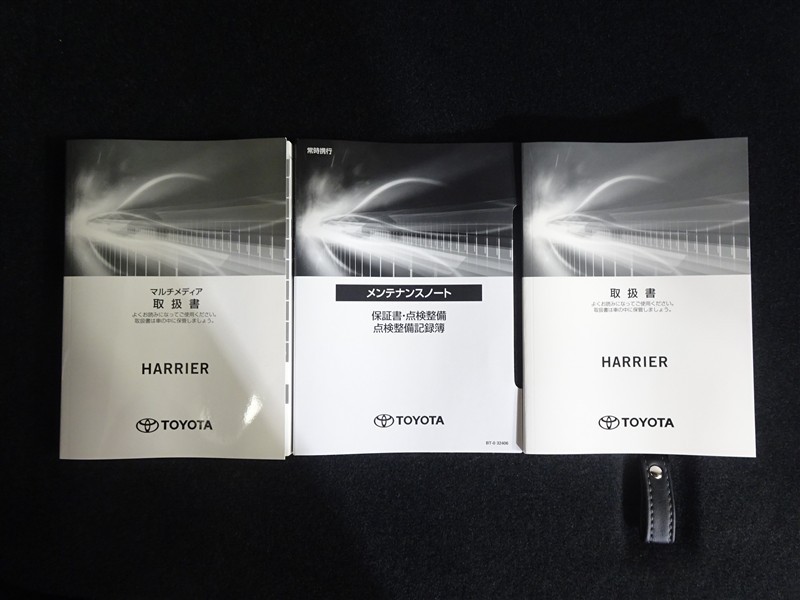 マルチメディア
取扱書
よくお読みになってご使用ください。
取扱書は車の中に保管しましょう。
HARRIER
TOYOTA
常時携行
メンテナンスノート
保証書・点検整備
点検整備記録簿
TOYOTA
取扱書
よくお読みになってご使用ください。
取扱書は車の中に保管しましょう。
HARRIER
TOYOTA